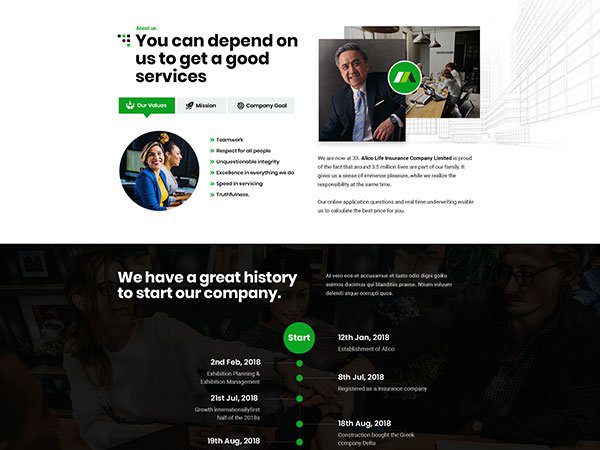 About us
You can depend on
us to get a good
services
Our Values
Mission
Company Goal
Teamwork
Respect for all people
Unquestionable integrity
Excellence in everything we do
Speed in servicing
Truthfulness.
We are now at 33. Alico Life Insurance Company Limited is proud
of the fact that around 3.5 million lives are part of our family. It
gives us a sense of immense pleasure, while we realize the
responsibility at the same time.
Our online application questions and real time underwriting enable
us to calculate the best price for you.
We have a great history
to start our company.
At vero eos et accusamus et iusto odio digni goiku
ssimos ducimus qui blanditiis praese. Ntium voluum
deleniti atque corrupti quos.
Start
12th Jan, 2018
Establishment of Alico
2nd Feb, 2018
Exhibition Planning &
Exhibition Management
8th Jul, 2018
Registered as a Insurance company
21st Jul, 2018
Growth internationallyfirst
half of the 2018s
18th Aug, 2018
Construction bought the Greek
company Delta
19th Aug, 2018